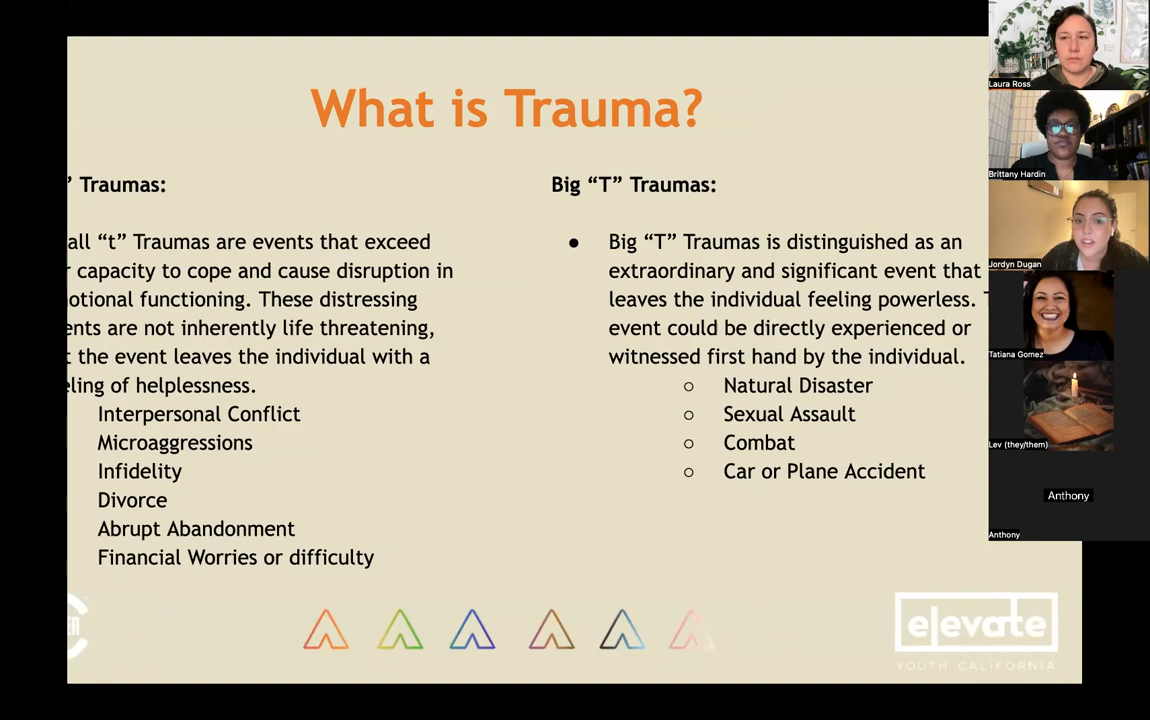 What is Trauma?
” Traumas:
all “t” Traumas are events that exceed
r capacity to cope and cause disruption in
otional functioning. These distressing
ents are not inherently life threatening,
t the event leaves the individual with a
eling of helplessness.
Interpersonal Conflict
Microaggressions
Infidelity
Divorce
Abrupt Abandonment
Financial Worries or difficulty
Big “T” Traumas:
● Big “T” Traumas is distinguished as an
extraordinary and significant event that
leaves the individual feeling powerless. T
event could be directly experienced or
witnessed first hand by the individual.
○ Natural Disaster
○ Sexual Assault
○ Combat
○ Car or Plane Accident
elevate
YOUTH CALIFORNIA
Laura Ross
Brittany Hardin
Jordyn Dugan
Tatiana Gomez
Lev (they/them)
Anthony
Anthony